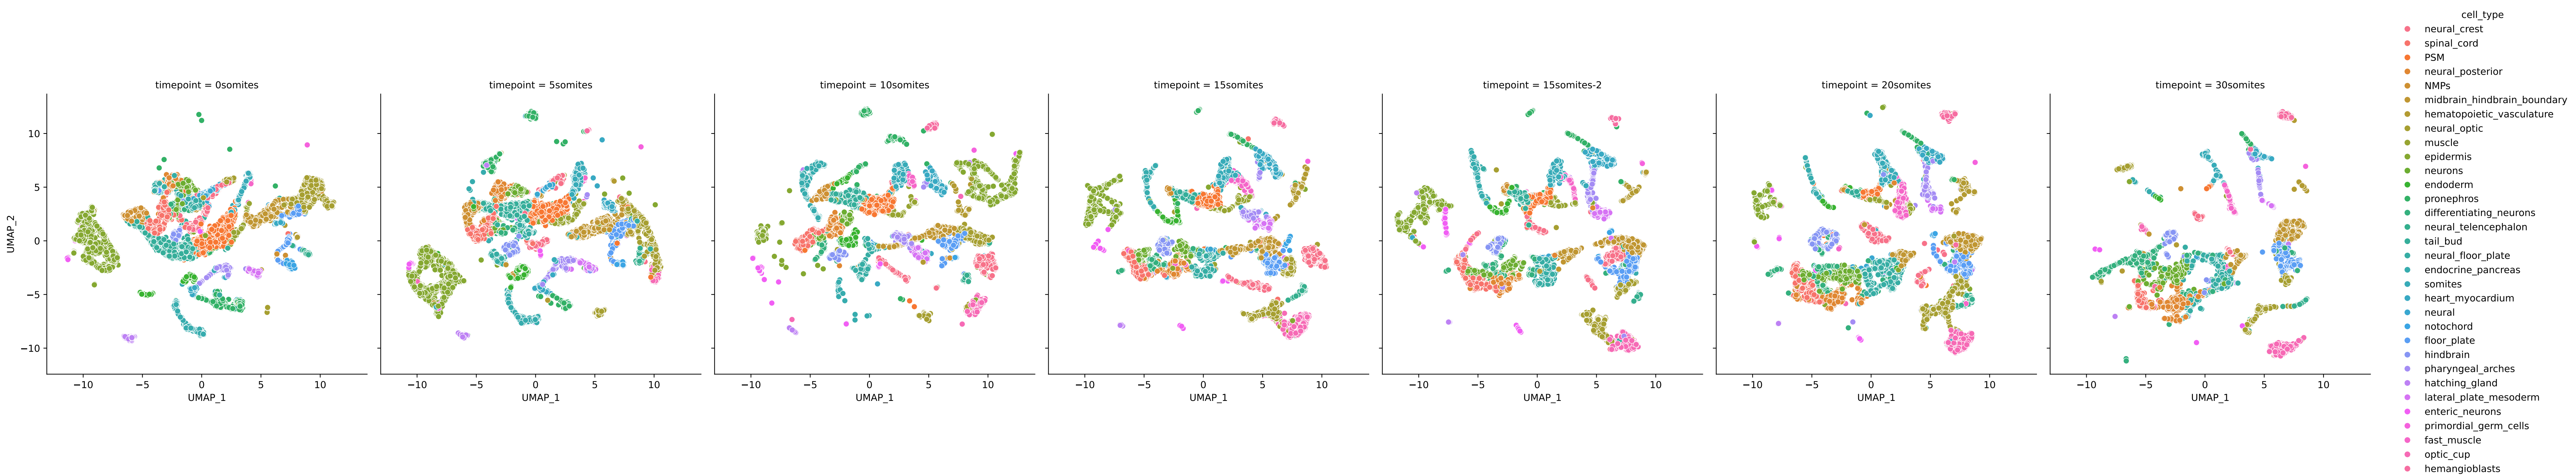 cell_type
neural_crest
spinal_cord
PSM
neural_posterior
NMPs
midbrain_hindbrain_boundary
hematopoietic_vasculature
neural_optic
muscle
epidermis
neurons
endoderm
pronephros
differentiating_neurons
neural_telencephalon
tail_bud
neural_floor_plate
endocrine_pancreas
somites
heart_myocardium
neural
notochord
floor_plate
hindbrain
pharyngeal_arches
hatching_gland
lateral_plate_mesoderm
enteric_neurons
primordial_germ_cells
fast_muscle
optic_cup
hemangioblasts
timepoint = 0somites
timepoint = 5somites
timepoint = 10somites
timepoint = 15somites
timepoint = 15somites-2
timepoint = 20somites
timepoint = 30somites
UMAP_2
10
5
0
−5
−10
−10 −5 0 5 10
−10 −5 0 5 10
−10 −5 0 5 10
−10 −5 0 5 10
−10 −5 0 5 10
−10 −5 0 5 10
−10 −5 0 5 10
UMAP_1
UMAP_1
UMAP_1
UMAP_1
UMAP_1
UMAP_1
UMAP_1